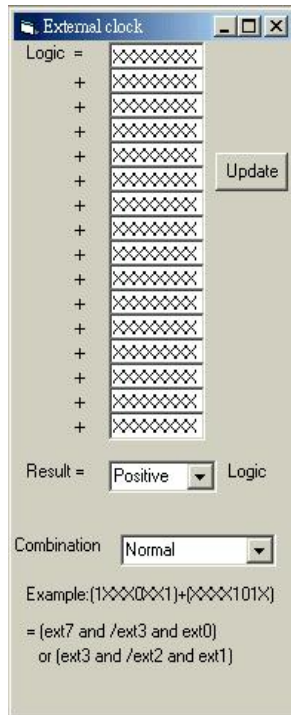 External clock
Logic = XXXXXXXX
+ XXXXXXXX
+ XXXXXXXX
+ XXXXXXXX
+ XXXXXXXX
Update
+ XXXXXXXX
+ XXXXXXXX
+ XXXXXXXX
+ XXXXXXXX
+ XXXXXXXX
+ XXXXXXXX
+ XXXXXXXX
+ XXXXXXXX
+ XXXXXXXX
+ XXXXXXXX
+ XXXXXXXX
Result = Positive Logic
Combination Normal
Example:(1XXX0XX1)+(XXXX101X)
= (ext7 and /ext3 and ext0)
or (ext3 and /ext2 and ext1)